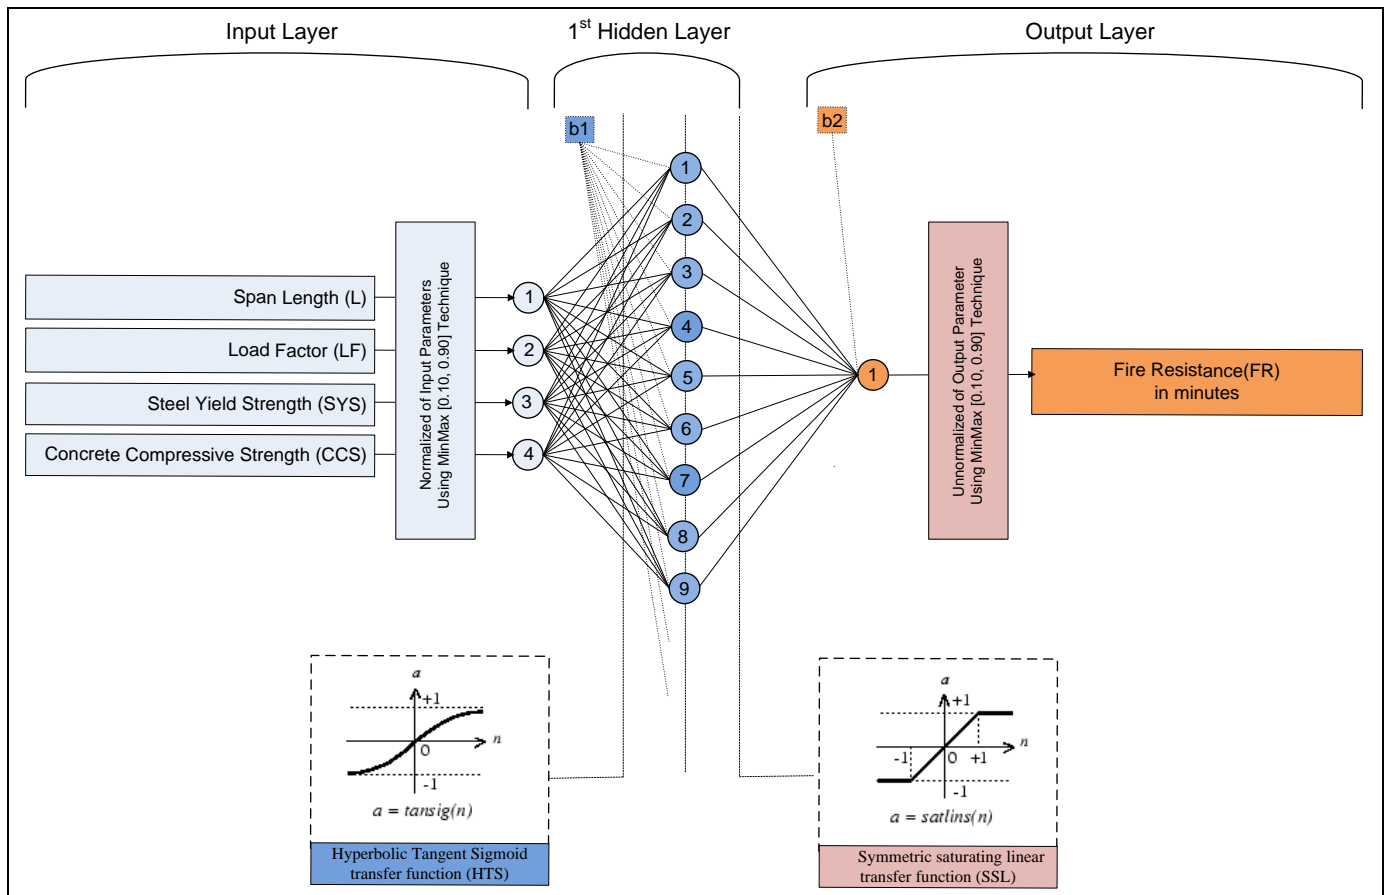 Input Layer
1st Hidden Layer
Output Layer
b1
b2
Span Length (L)
Load Factor (LF)
Steel Yield Strength (SYS)
Concrete Compressive Strength (CCS)
Normalized of Input Parameters
Using MinMax [0.10, 0.90] Technique
1
2
3
4
1
2
3
4
5
6
7
8
9
1
Unnormalized of Output Parameter
Using MinMax [0.10, 0.90] Technique
Fire Resistance(FR)
in minutes
a
+1
n
0
-1
a = tansig(n)
Hyperbolic Tangent Sigmoid
transfer function (HTS)
a
+1
n
-1
0
+1
-1
a = satlins(n)
Symmetric saturating linear
transfer function (SSL)